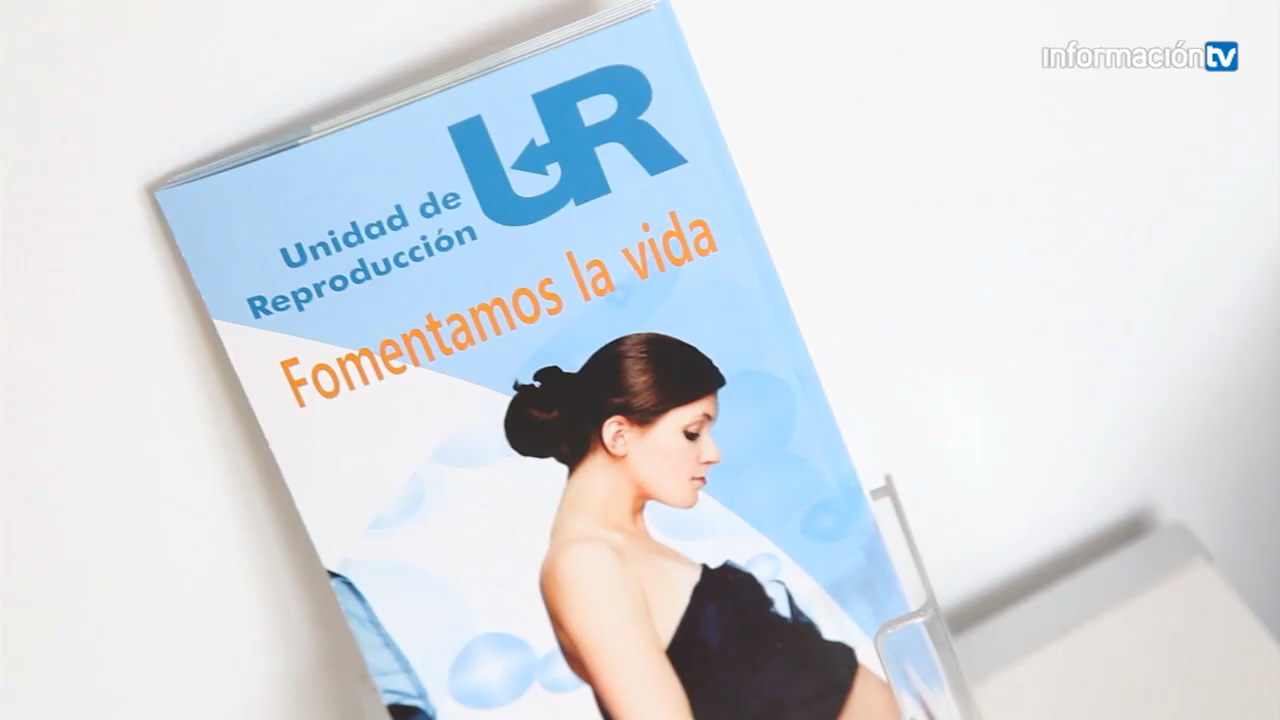 informacióntv
UR
Unidad de
Reproducción
Fomentamos la vida